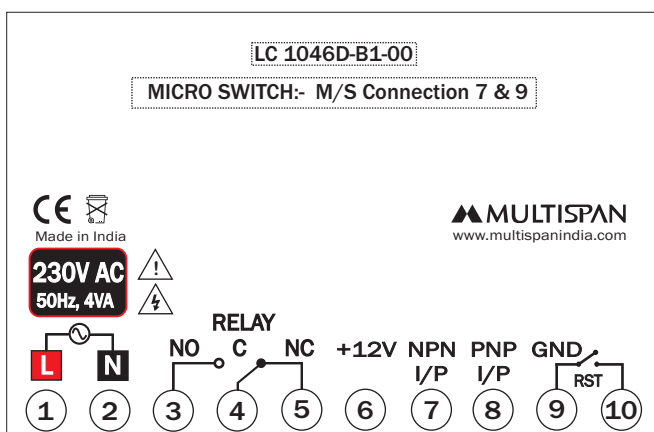 LC 1046D-B1-00
MICRO SWITCH:- M/S Connection 7 & 9
CE
Made in India
MULTISPAN
www.multispanindia.com
230V AC
50Hz, 4VA
RELAY
L N NO C NC +12V NPN I/P PNP I/P GND RST
1 2 3 4 5 6 7 8 9 10